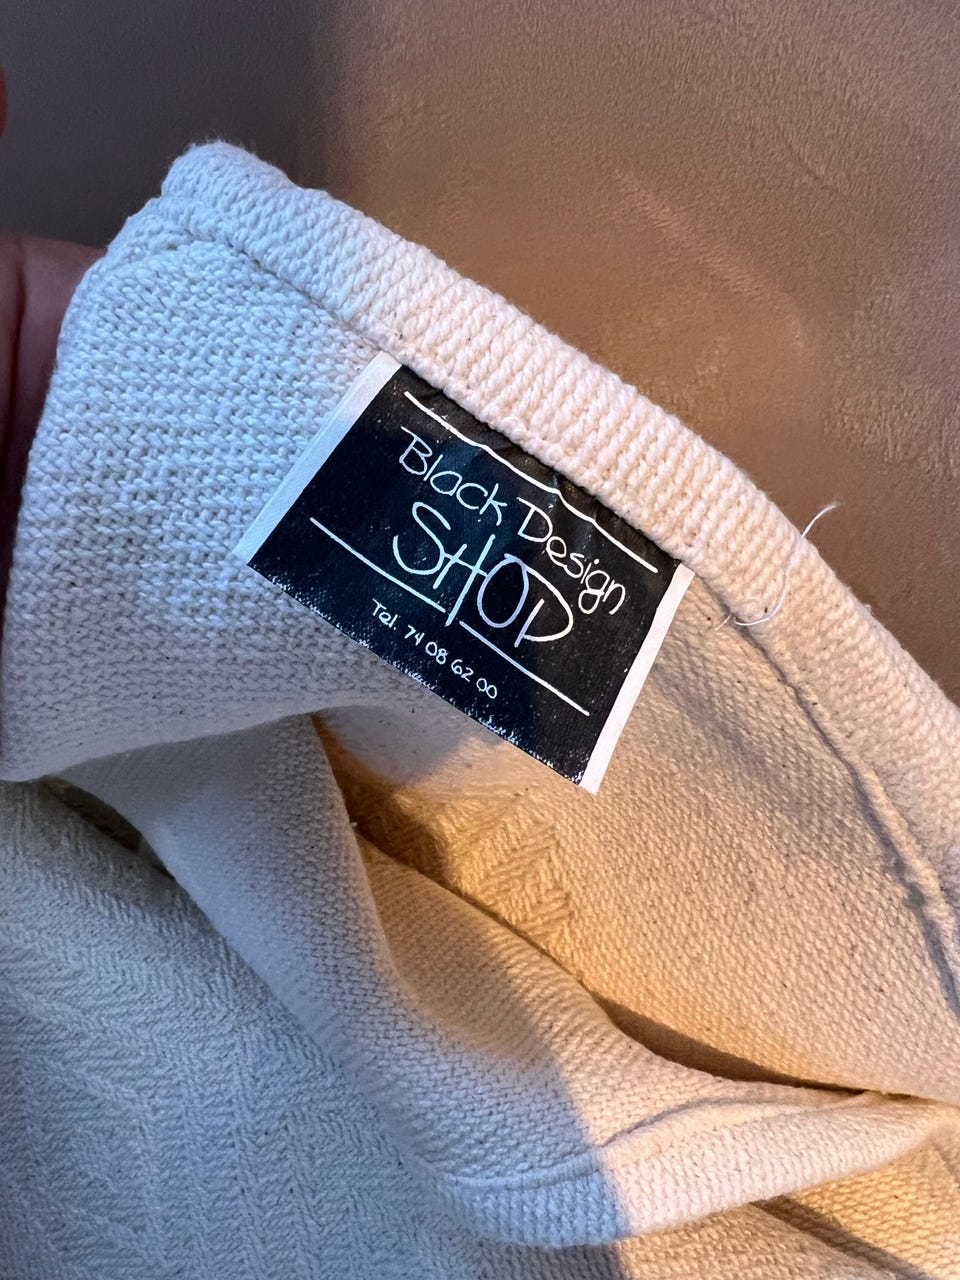 Black Design
SHOP
Tel. 74 08 62 00